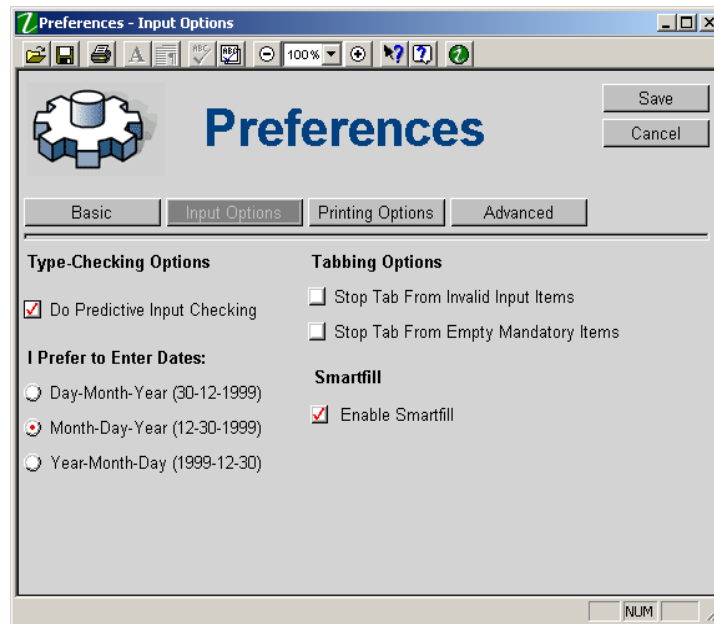 Preferences - Input Options
100%
Preferences
Save
Cancel
Basic
Input Options
Printing Options
Advanced
Type-Checking Options
Do Predictive Input Checking
I Prefer to Enter Dates:
Day-Month-Year (30-12-1999)
Month-Day-Year (12-30-1999)
Year-Month-Day (1999-12-30)
Tabbing Options
Stop Tab From Invalid Input Items
Stop Tab From Empty Mandatory Items
Smartfill
Enable Smartfill
NUM